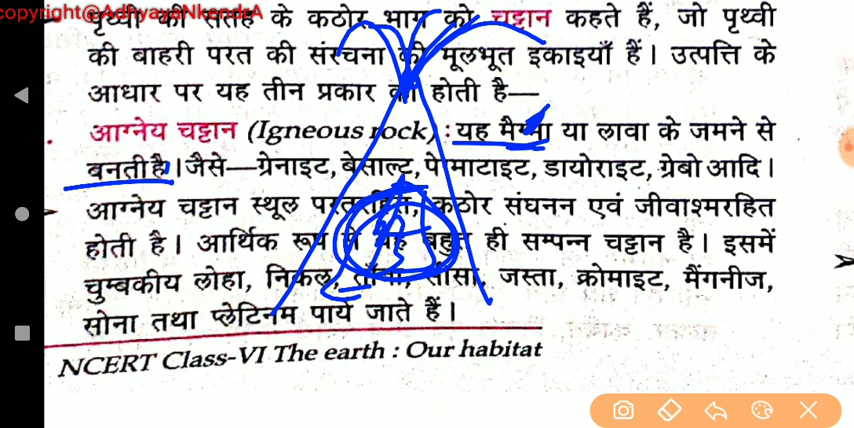 copyright@AdhyayaNkendrA
पृथ्वी की सतह के कठोर भाग को चट्टान कहते हैं, जो पृथ्वी
की बाहरी परत की संरचना की मूलभूत इकाइयाँ हैं। उत्पत्ति के
आधार पर यह तीन प्रकार की होती है—
आग्नेय चट्टान (Igneous rock) : यह मैग्मा या लावा के जमने से
बनती है। जैसे—ग्रेनाइट, बेसाल्ट, पेग्माटाइट, डायोराइट, ग्रेबो आदि।
आग्नेय चट्टान स्थूल परतरहित, कठोर संघनन एवं जीवाश्मरहित
होती है। आर्थिक रूप से यह बहुत ही सम्पन्न चट्टान है। इसमें
चुम्बकीय लोहा, निकल, ताँबा, सीसा, जस्ता, क्रोमाइट, मैंगनीज,
सोना तथा प्लेटिनम पाये जाते हैं।
NCERT Class-VI The earth : Our habitat